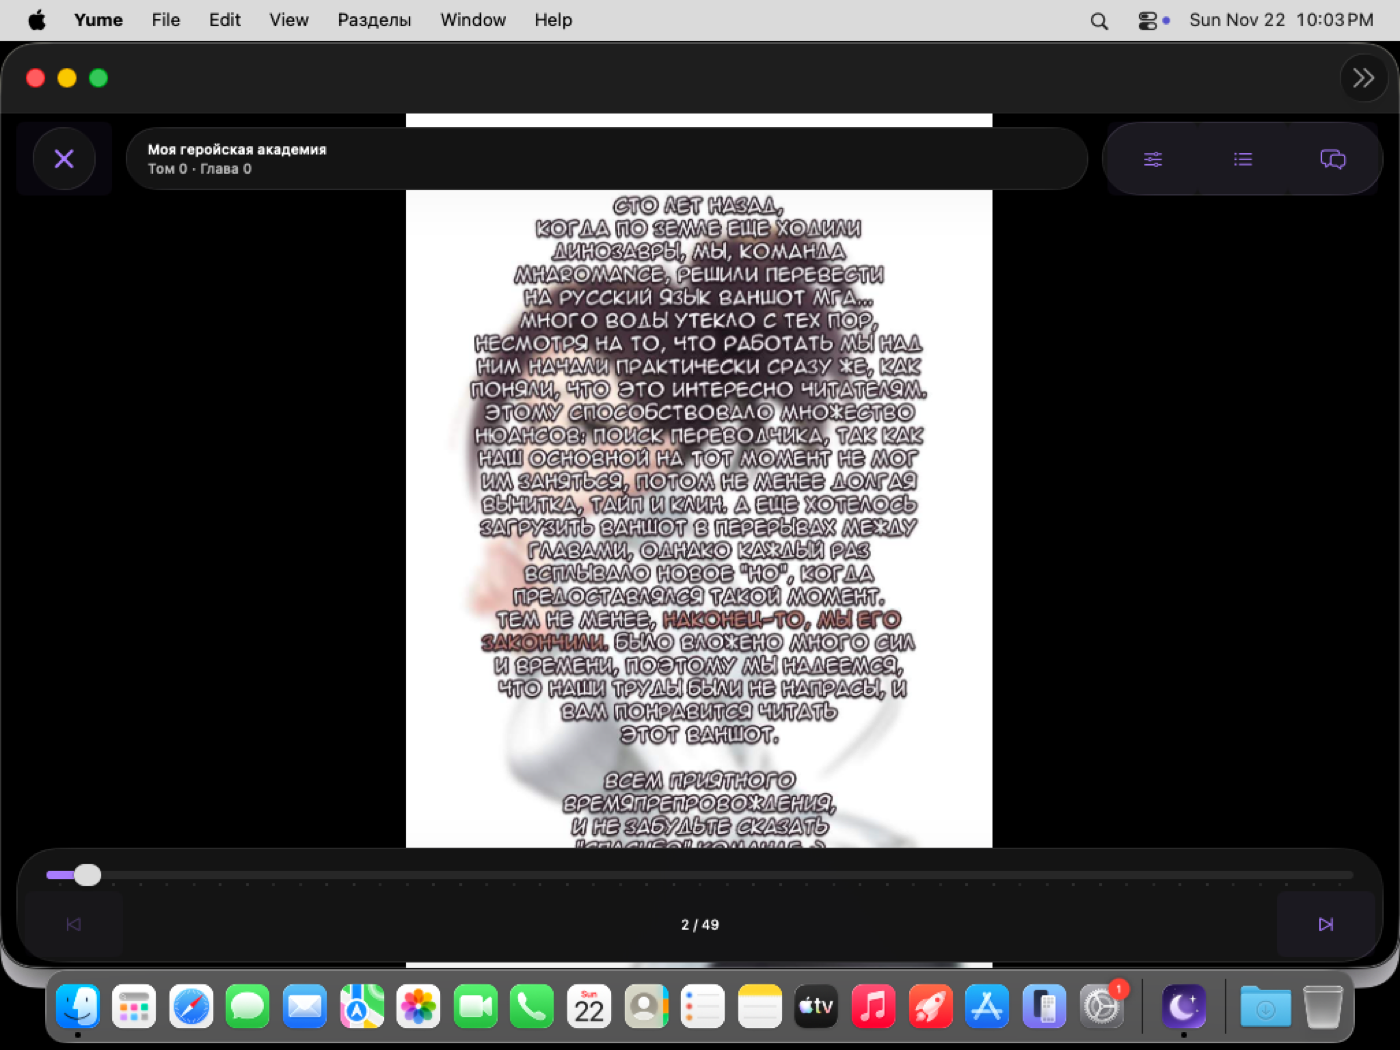 Yume File Edit View Разделы Window Help Sun Nov 22 10:03 PM
Моя геройская академия
Том 0 · Глава 0
СТО ЛЕТ НАЗАД,
КОГДА ПО ЗЕМЛЕ ЕЩЕ ХОДИЛИ
ДИНОЗАВРЫ, МЫ, КОМАНДА
MHAROMANCE, РЕШИЛИ ПЕРЕВЕСТИ
НА РУССКИЙ ЯЗЫК ВАНШОТ МГА...
МНОГО ВОДЫ УТЕКЛО С ТЕХ ПОР,
НЕСМОТРЯ НА ТО, ЧТО РАБОТАТЬ МЫ НАД
НИМ НАЧАЛИ ПРАКТИЧЕСКИ СРАЗУ ЖЕ, КАК
ПОНЯЛИ, ЧТО ЭТО ИНТЕРЕСНО ЧИТАТЕЛЯМ.
ЭТОМУ СПОСОБСТВОВАЛО МНОЖЕСТВО
НЮАНСОВ: ПОИСК ПЕРЕВОДЧИКА, ТАК КАК
НАШ ОСНОВНОЙ НА ТОТ МОМЕНТ НЕ МОГ
ИМ ЗАНЯТЬСЯ, ПОТОМ НЕ МЕНЕЕ ДОЛГАЯ
ВЫЧИТКА, ТАЙП И КЛИН. А ЕЩЕ ХОТЕЛОСЬ
ЗАГРУЗИТЬ ВАНШОТ В ПЕРЕРЫВАХ МЕЖДУ
ГЛАВАМИ, ОДНАКО КАЖДЫЙ РАЗ
ВСПЛЫВАЛО НОВОЕ "НО", КОГДА
ПРЕДОСТАВЛЯЛСЯ ТАКОЙ МОМЕНТ.
ТЕМ НЕ МЕНЕЕ, НАКОНЕЦ-ТО, МЫ ЕГО
ЗАКОНЧИЛИ. БЫЛО ВЛОЖЕНО МНОГО СИЛ
И ВРЕМЕНИ, ПОЭТОМУ МЫ НАДЕЕМСЯ,
ЧТО НАШИ ТРУДЫ БЫЛИ НЕ НАПРАСЫ, И
ВАМ ПОНРАВИТСЯ ЧИТАТЬ
ЭТОТ ВАНШОТ.
ВСЕМ ПРИЯТНОГО
ВРЕМЯПРЕПРОВОЖДЕНИЯ,
И НЕ ЗАБУДЬТЕ СКАЗАТЬ
"СПАСИБО" КОМАНДЕ :)
2 / 49
Sun
22
tv
1